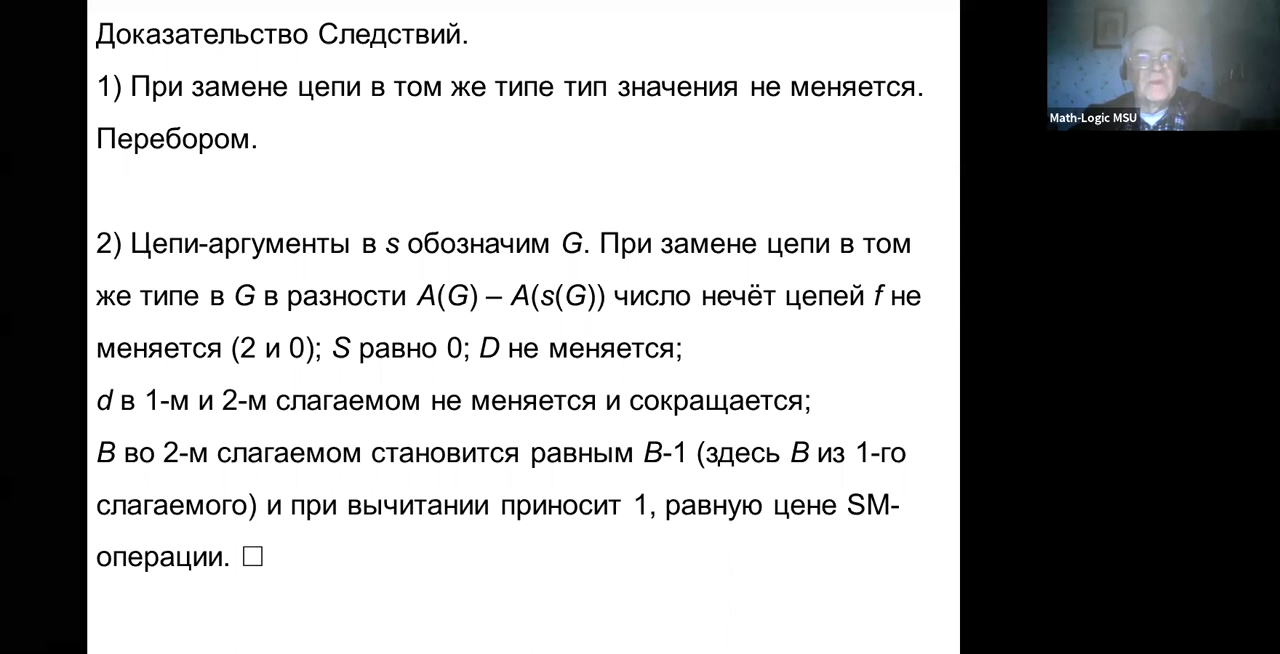 Доказательство Следствий.
1) При замене цепи в том же типе тип значения не меняется.
Перебором.
2) Цепи-аргументы в s обозначим G. При замене цепи в том
же типе в G в разности A(G) – A(s(G)) число нечёт цепей f не
меняется (2 и 0); S равно 0; D не меняется;
d в 1-м и 2-м слагаемом не меняется и сокращается;
B во 2-м слагаемом становится равным B-1 (здесь B из 1-го
слагаемого) и при вычитании приносит 1, равную цене SM-
операции. □
Math-Logic MSU